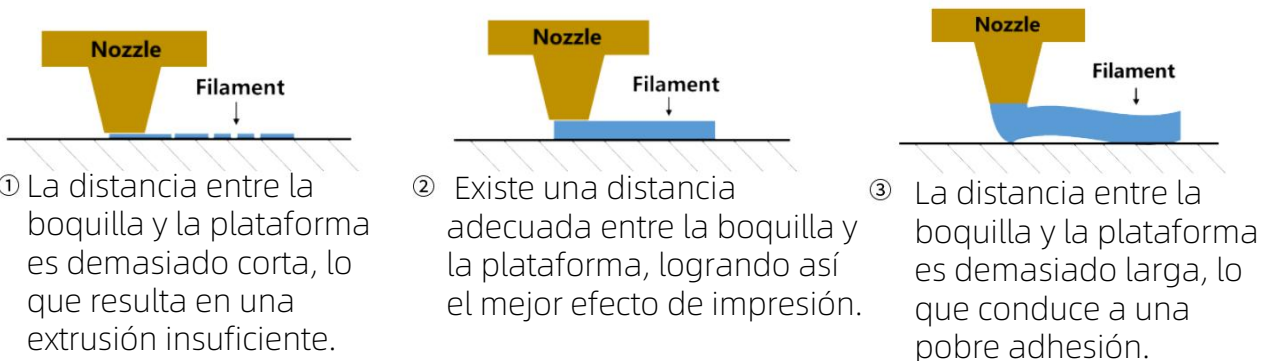 Nozzle
Filament
① La distancia entre la
boquilla y la plataforma
es demasiado corta, lo
que resulta en una
extrusión insuficiente.
Nozzle
Filament
② Existe una distancia
adecuada entre la boquilla y
la plataforma, logrando así
el mejor efecto de impresión.
Nozzle
Filament
③ La distancia entre la
boquilla y la plataforma
es demasiado larga, lo
que conduce a una
pobre adhesión.